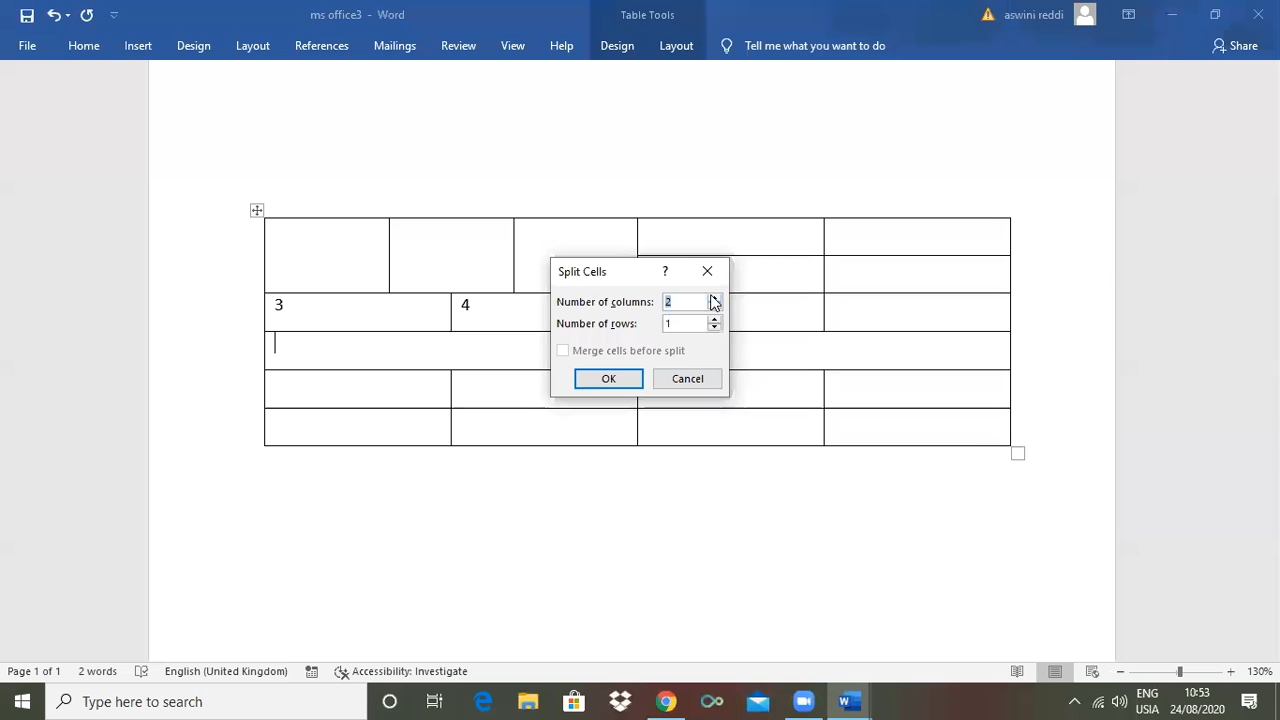 ms office3 - Word
Table Tools
aswini reddi
File
Home
Insert
Design
Layout
References
Mailings
Review
View
Help
Design
Layout
Tell me what you want to do
Share
Split Cells
?
Number of columns: 2
3
4
Number of rows: 1
Merge cells before split
OK
Cancel
Page 1 of 1
2 words
English (United Kingdom)
Accessibility: Investigate
130%
Type here to search
ENG
USIA
10:53
24/08/2020